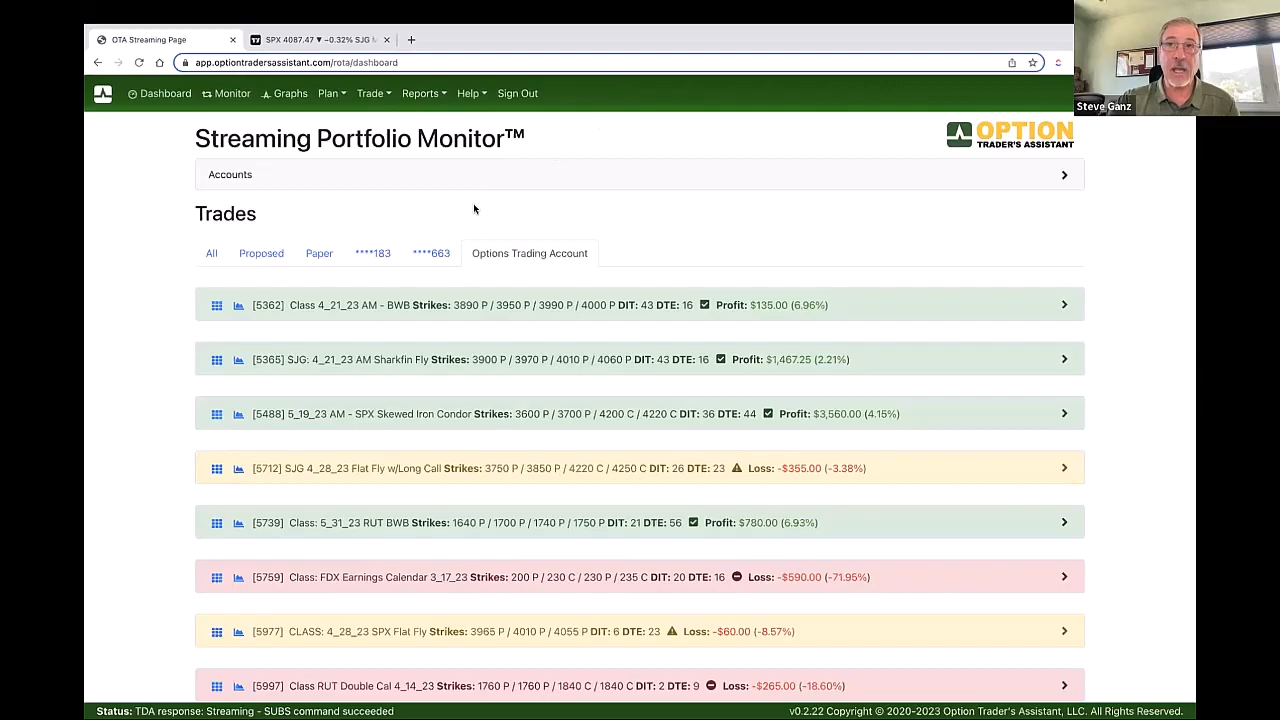 OTA Streaming Page
SPX 4087.47 ▼ −0.32% SJG
app.optiontradersassistant.com/rota/dashboard
Steve Ganz
Dashboard Monitor Graphs Plan Trade Reports Help Sign Out
Streaming Portfolio Monitor™
OPTION
TRADER'S ASSISTANT
Accounts
Trades
All Proposed Paper ****183 ****663 Options Trading Account
[5362] Class 4_21_23 AM - BWB Strikes: 3890 P / 3950 P / 3990 P / 4000 P DIT: 43 DTE: 16 Profit: $135.00 (6.96%)
[5365] SJG: 4_21_23 AM Sharkfin Fly Strikes: 3900 P / 3970 P / 4010 P / 4060 P DIT: 43 DTE: 16 Profit: $1,467.25 (2.21%)
[5488] 5_19_23 AM - SPX Skewed Iron Condor Strikes: 3600 P / 3700 P / 4200 C / 4220 C DIT: 36 DTE: 44 Profit: $3,560.00 (4.15%)
[5712] SJG 4_28_23 Flat Fly w/Long Call Strikes: 3750 P / 3850 P / 4220 C / 4250 C DIT: 26 DTE: 23 Loss: -$355.00 (-3.38%)
[5739] Class: 5_31_23 RUT BWB Strikes: 1640 P / 1700 P / 1740 P / 1750 P DIT: 21 DTE: 56 Profit: $780.00 (6.93%)
[5759] Class: FDX Earnings Calendar 3_17_23 Strikes: 200 P / 230 C / 230 P / 235 C DIT: 20 DTE: 16 Loss: -$590.00 (-71.95%)
[5977] CLASS: 4_28_23 SPX Flat Fly Strikes: 3965 P / 4010 P / 4055 P DIT: 6 DTE: 23 Loss: -$60.00 (-8.57%)
[5997] Class RUT Double Cal 4_14_23 Strikes: 1760 P / 1760 P / 1840 C / 1840 C DIT: 2 DTE: 9 Loss: -$265.00 (-18.60%)
Status: TDA response: Streaming - SUBS command succeeded
v0.2.22 Copyright © 2020-2023 Option Trader's Assistant, LLC. All Rights Reserved.